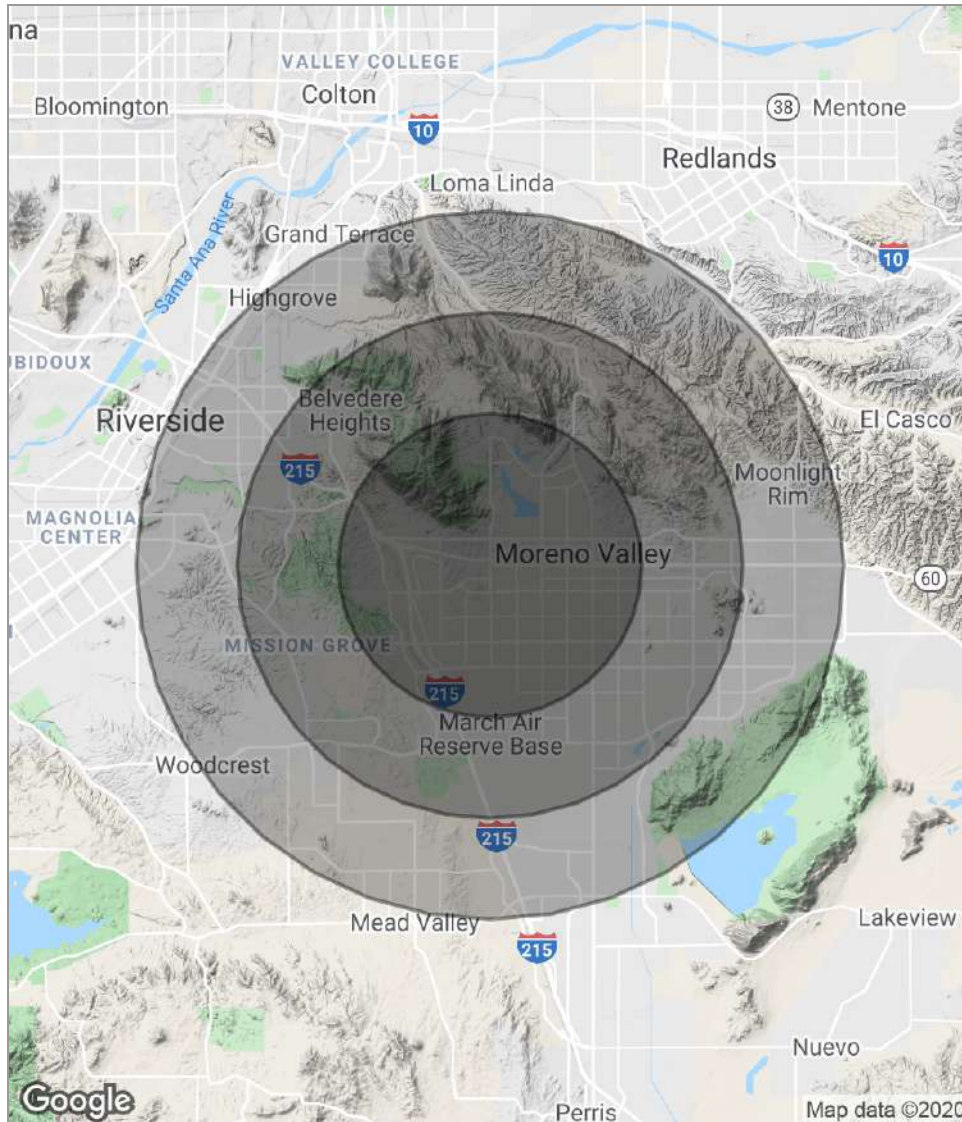 na
VALLEY COLLEGE
Bloomington
Colton
38
Mentone
10
Redlands
Loma Linda
Santa Ana River
Grand Terrace
10
Highgrove
UBIDOUX
Belvedere
Heights
Riverside
El Casco
215
Moonlight
Rim
MAGNOLIA
CENTER
Moreno Valley
60
MISSION GROVE
215
March Air
Reserve Base
Woodcrest
215
Mead Valley
Lakeview
215
Nuevo
Google
Perris
Map data ©2020